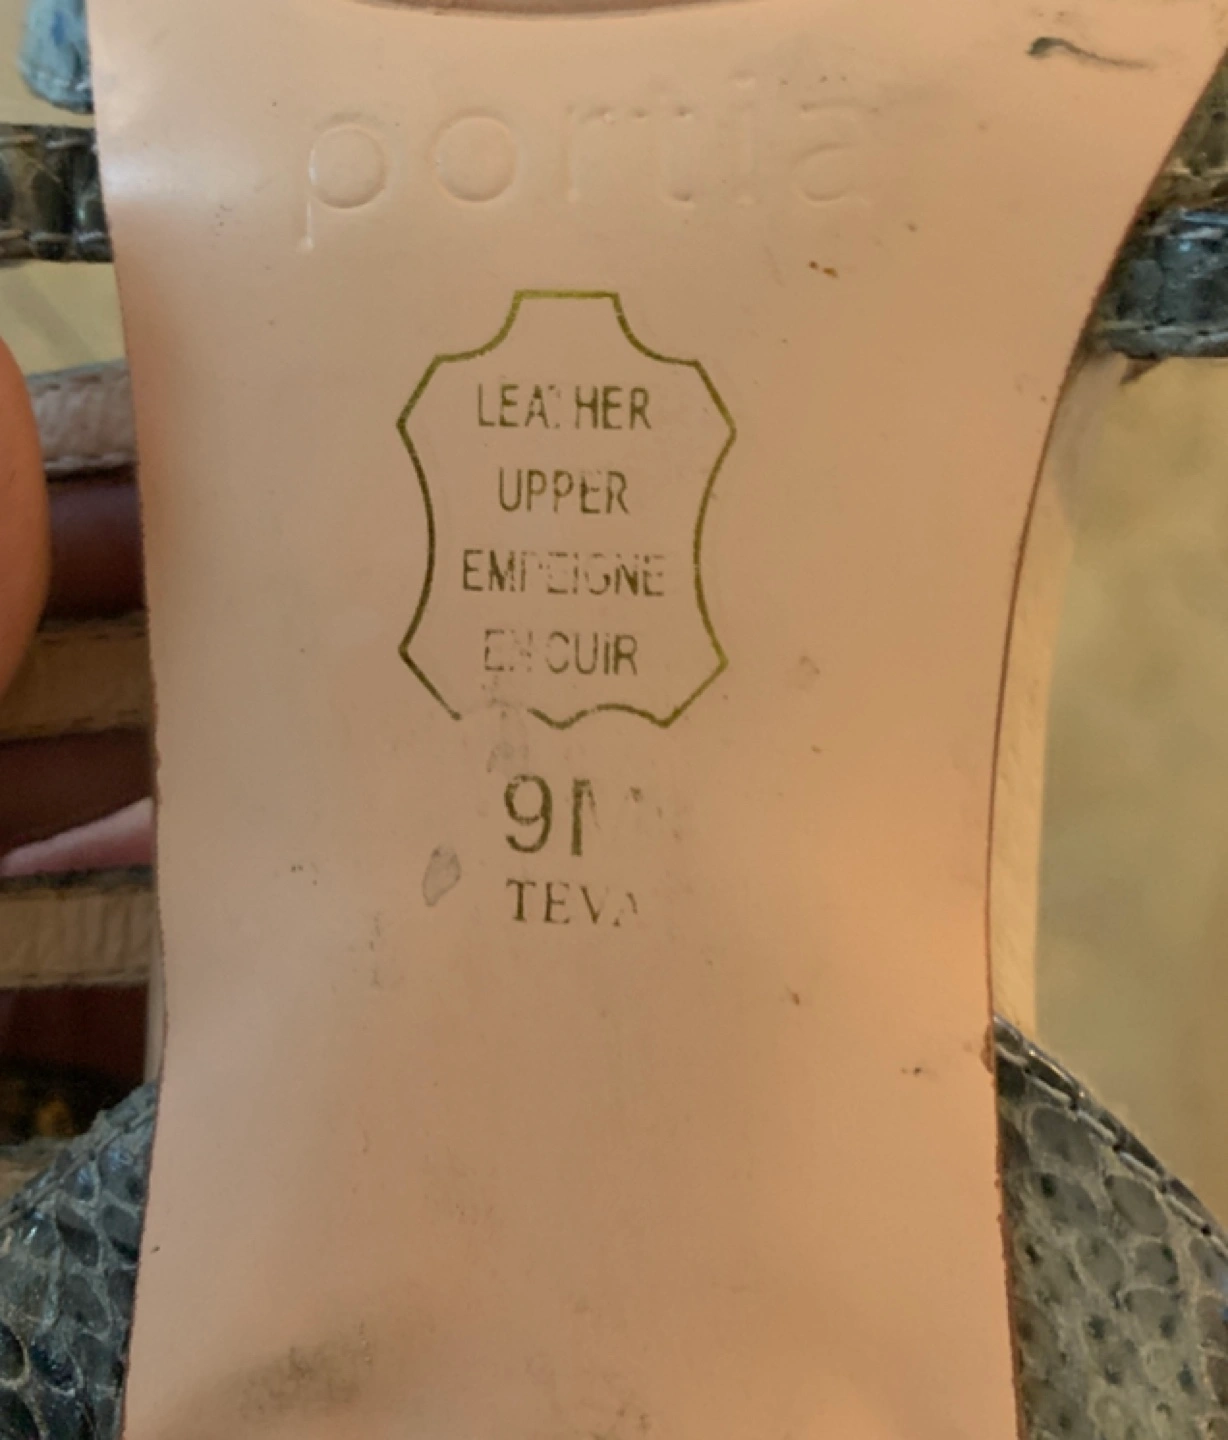 portia
LEATHER
UPPER
EMPEIGNE
EN CUIR
9M
TEVA